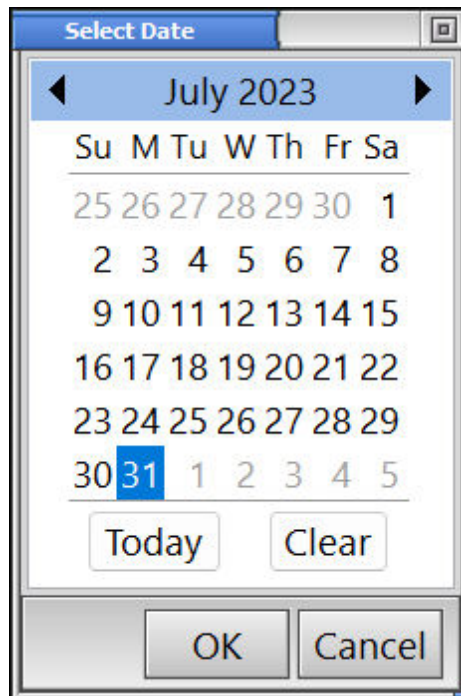 Select Date
July 2023
Su M Tu W Th Fr Sa
25 26 27 28 29 30 1
2 3 4 5 6 7 8
9 10 11 12 13 14 15
16 17 18 19 20 21 22
23 24 25 26 27 28 29
30 31 1 2 3 4 5
Today Clear
OK Cancel